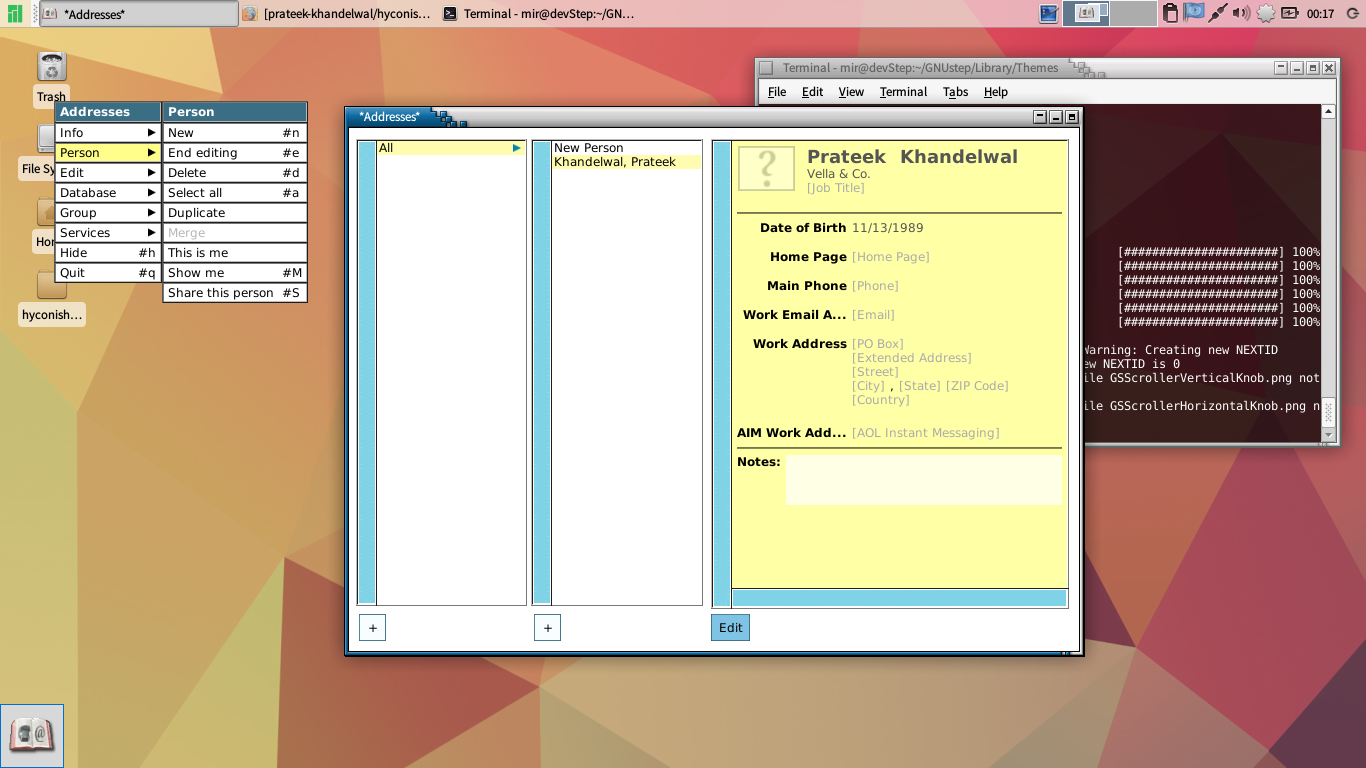 *Addresses*
[prateek-khandelwal/hyconis...
Terminal - mir@devStep:~/GN...
00:17
Trash
File Sy
Hor
hyconish...
Addresses
Info
Person
Edit
Database
Group
Services
Hide #h
Quit #q
Person
New #n
End editing #e
Delete #d
Select all #a
Duplicate
Merge
This is me
Show me #M
Share this person #S
Terminal - mir@devStep:~/GNUstep/Library/Themes
File Edit View Terminal Tabs Help
[######################] 100%
[######################] 100%
[######################] 100%
[######################] 100%
[######################] 100%
[######################] 100%
Warning: Creating new NEXTID
ew NEXTID is 0
ile GSScrollerVerticalKnob.png not
ile GSScrollerHorizontalKnob.png n
*Addresses*
All
New Person
Khandelwal, Prateek
?
Prateek Khandelwal
Vella & Co.
[Job Title]
Date of Birth 11/13/1989
Home Page [Home Page]
Main Phone [Phone]
Work Email A... [Email]
Work Address [PO Box]
[Extended Address]
[Street]
[City] , [State] [ZIP Code]
[Country]
AIM Work Add... [AOL Instant Messaging]
Notes:
+
+
Edit
@